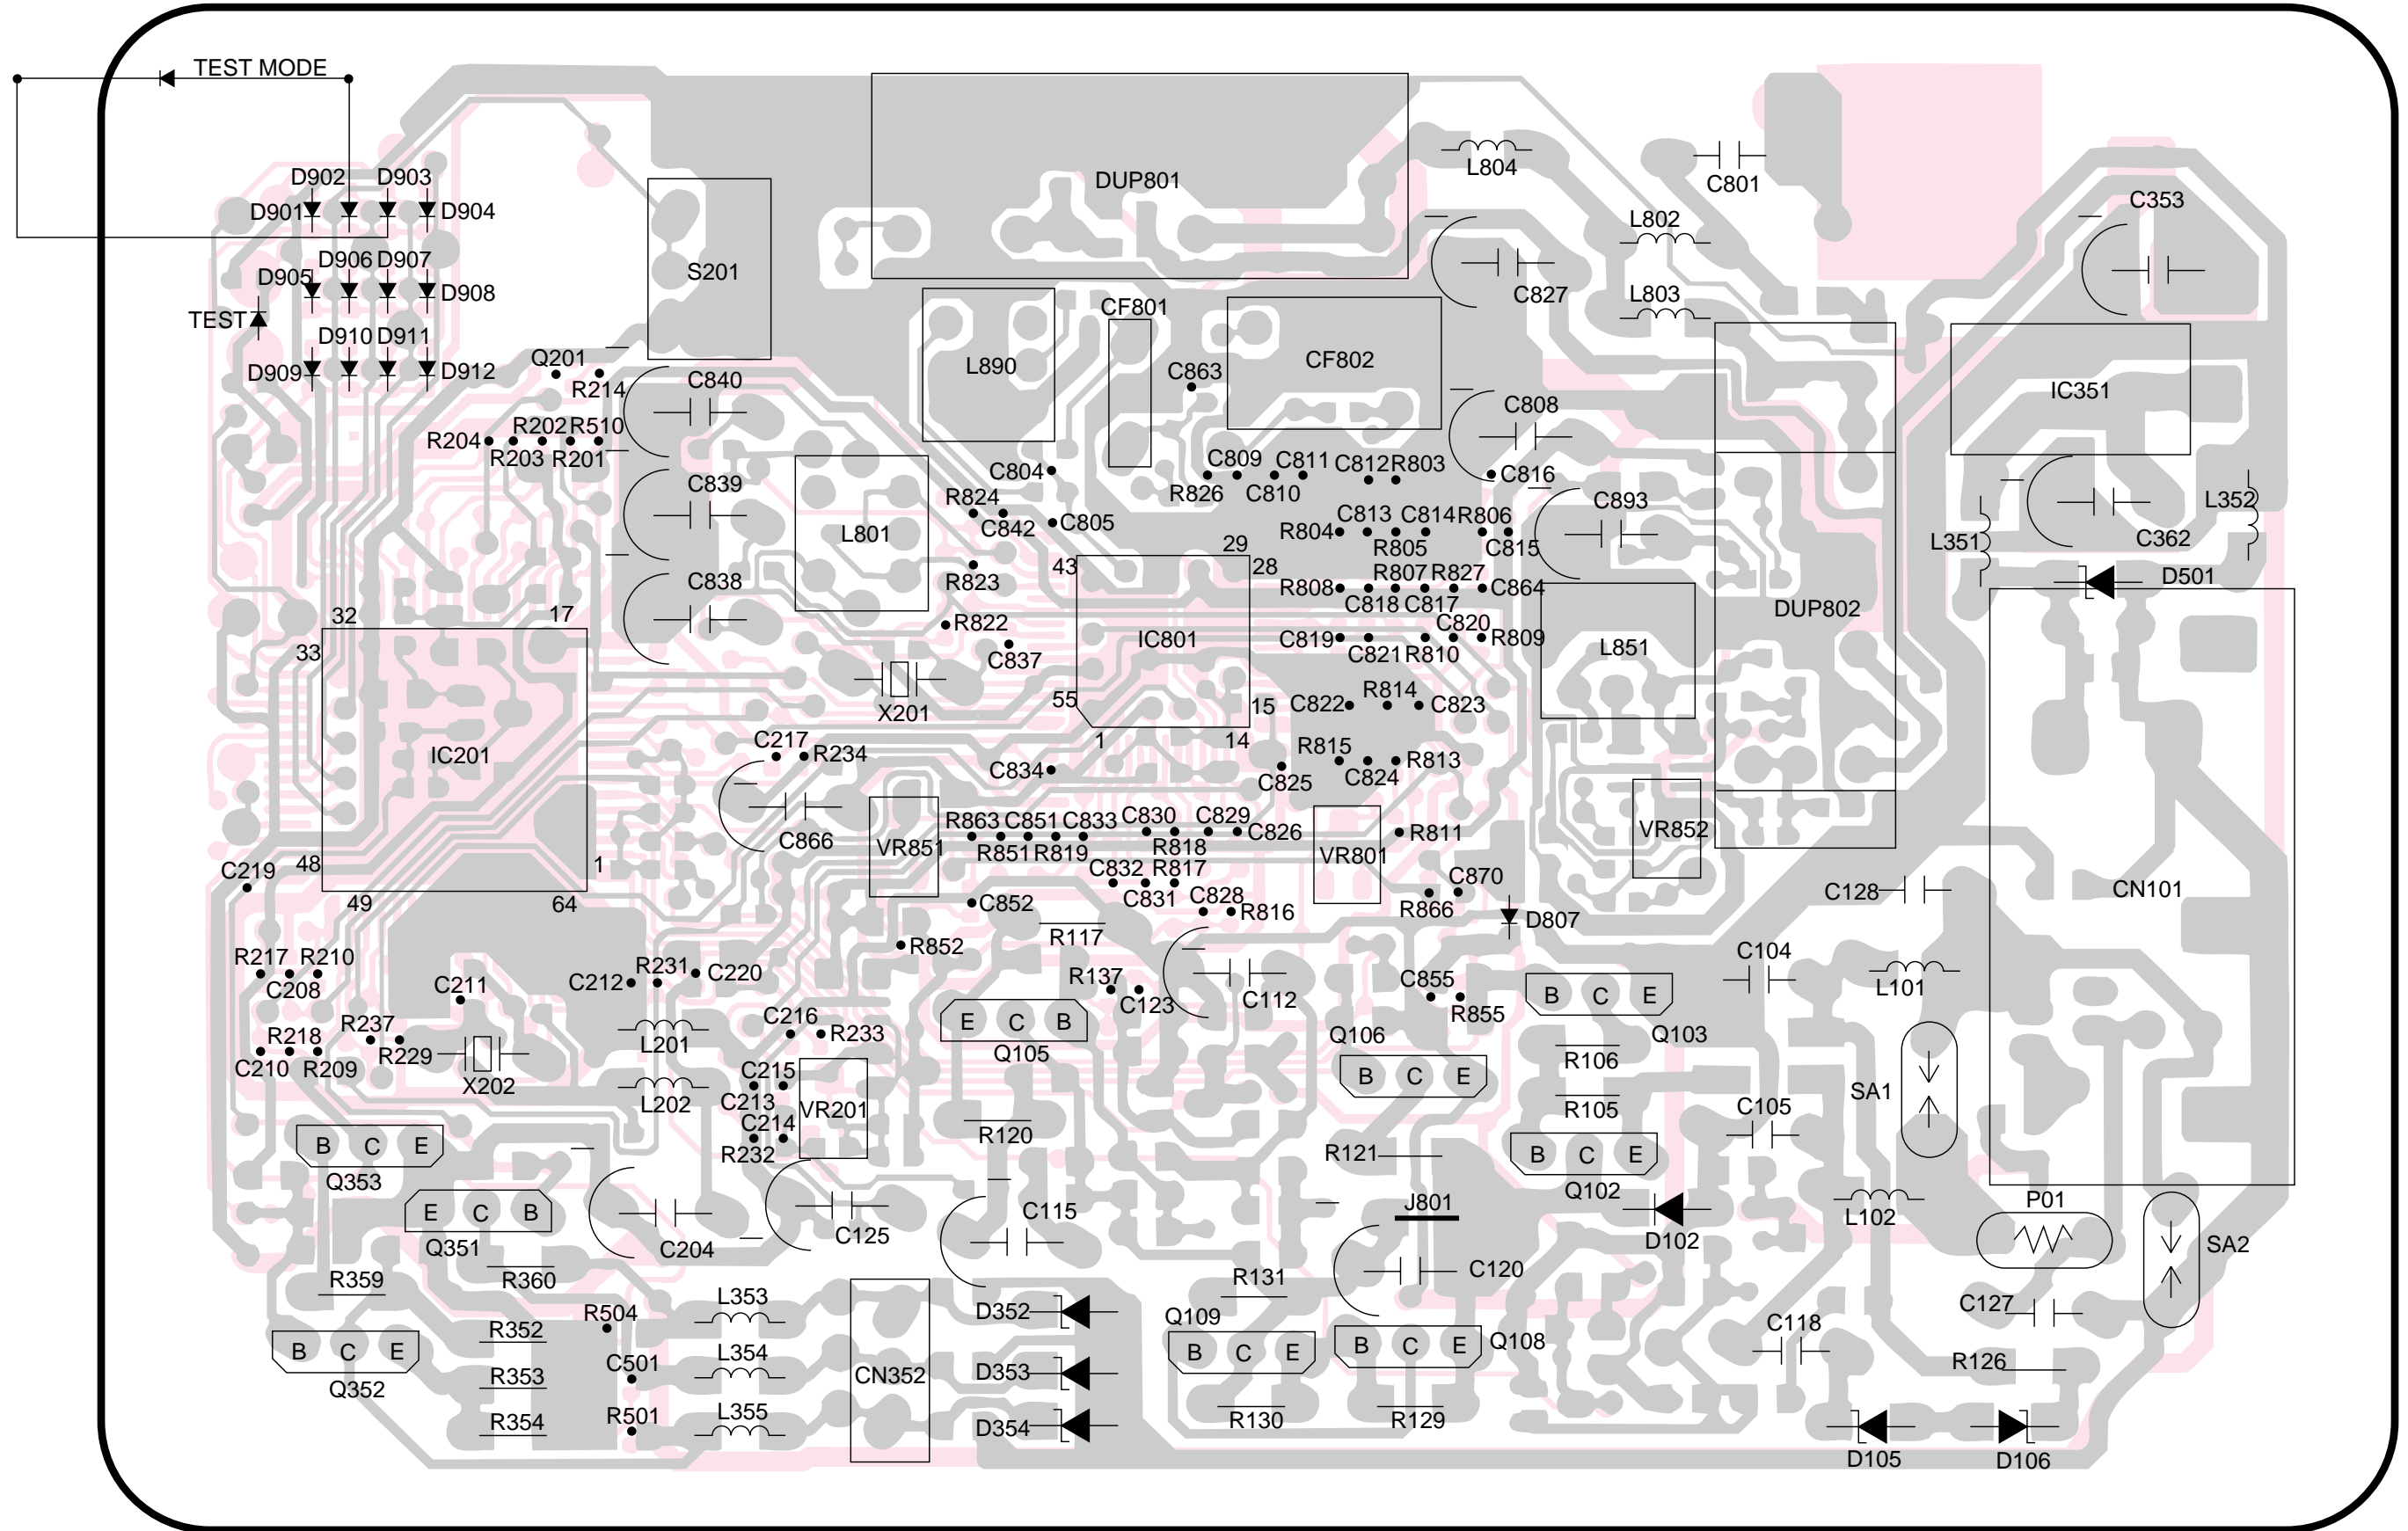 TEST MODE
DUP801
L804
C801
D902 D903
D901 D904
C353
L802
D906 D907
D905 D908
S201
C827
L803
CF801
TEST
D910 D911
D909 D912
Q201
R214
C840
L890
C863
CF802
IC351
C808
R202 R510
R204
R203 R201
C804
C809 C811 C812 R803
R826 C810
C816
C839
R824
C842
C805
C813 C814 R806
R804
R805 C815
C893
L352
L351
C362
L801
29
43 28
R823
R807 R827
R808 C864
C818 C817
C838
D501
DUP802
32 17
R822
IC801
C820
C819 R809
C821 R810
L851
33
C837
X201
55 15
R814
C822 C823
1 14
IC201
C217
R234
C834
C825
R815
R813
C824
C866
VR851
R863 C851 C833 C830 C829
C826
R851 R819 R818
VR801
R811
VR852
48 1
C219
49 64
C832 R817
C831
C828
R816
C852
C870
R866
D807
C128
CN101
R117
R852
R217 R210
C208
C211
C212
R231
C220
R137
C123
C112
C855
R855
B C E
Q103
C104
L101
R237
R218
R229
C210 R209
X202
L201
C216
R233
E C B
Q105
Q106
B C E
R106
SA1
L202
C215
C213
VR201
C214
R232
R120
R105
C105
B C E
Q353
R121
B C E
Q102
E C B
Q351
C204
C125
C115
J801
D102
L102
P01
SA2
R359
R360
R131
C120
L353
D352
R504
R352
Q109
B C E
B C E
Q108
C127
C118
B C E
Q352
C501
L354
R353
CN352
D353
R126
R354
R501
L355
D354
R130
R129
D105
D106